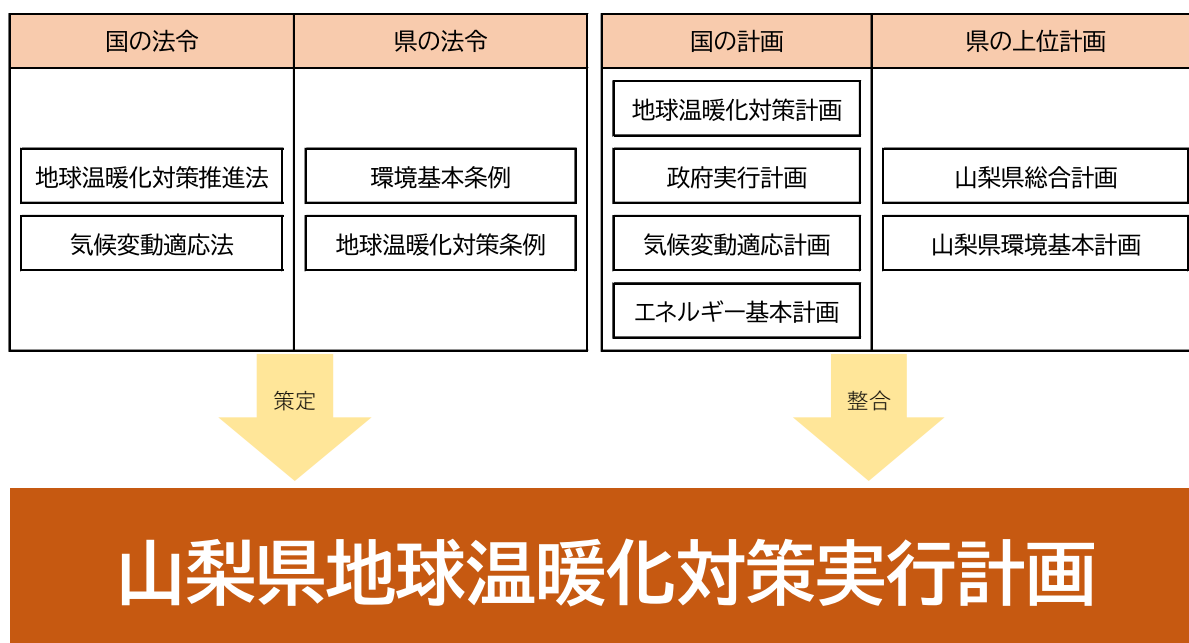 国の法令
県の法令
地球温暖化対策推進法
環境基本条例
気候変動適応法
地球温暖化対策条例
国の計画
県の上位計画
地球温暖化対策計画
政府実行計画
山梨県総合計画
気候変動適応計画
山梨県環境基本計画
エネルギー基本計画
策定
整合
山梨県地球温暖化対策実行計画